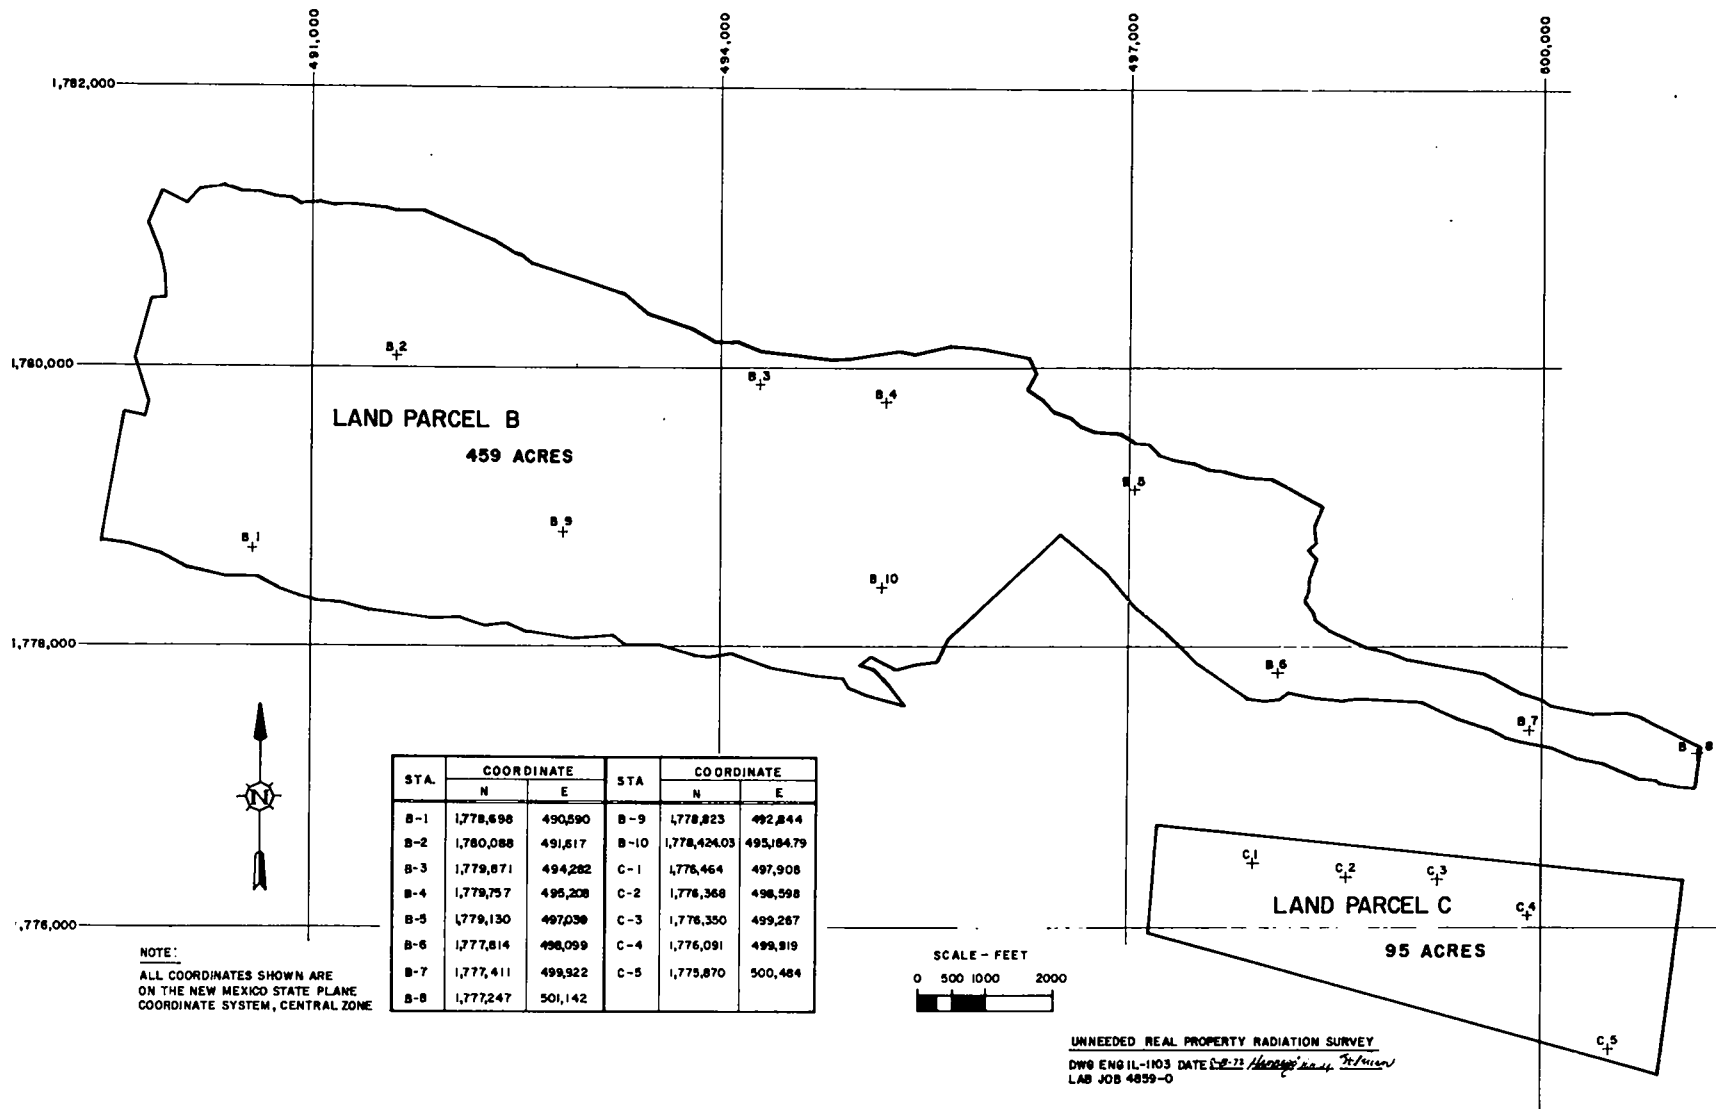 491,000
494,000
497,000
500,000
1,782,000
1,780,000
B 2
B 3
B 4
LAND PARCEL B
459 ACRES
B 5
B 1
B 9
B 10
1,778,000
B 6
B 7
B 8
STA. COORDINATE STA COORDINATE
N E N E
B-1 1,778,698 490,590 B-9 1,778,823 492,844
B-2 1,780,088 491,617 B-10 1,778,424.03 495,184.79
B-3 1,779,871 494,282 C-1 1,776,464 497,908
B-4 1,779,757 495,208 C-2 1,776,368 498,598
B-5 1,779,130 497,039 C-3 1,776,350 499,267
B-6 1,777,814 498,099 C-4 1,776,091 499,919
B-7 1,777,411 499,922 C-5 1,775,870 500,484
B-8 1,777,247 501,142
C 1
C 2
C 3
LAND PARCEL C
C 4
95 ACRES
C 5
1,776,000
N
NOTE:
ALL COORDINATES SHOWN ARE
ON THE NEW MEXICO STATE PLANE
COORDINATE SYSTEM, CENTRAL ZONE
SCALE - FEET
0 500 1000 2000
UNNEEDED REAL PROPERTY RADIATION SURVEY
DWG ENG IL-1103 DATE
LAB JOB 4859-0